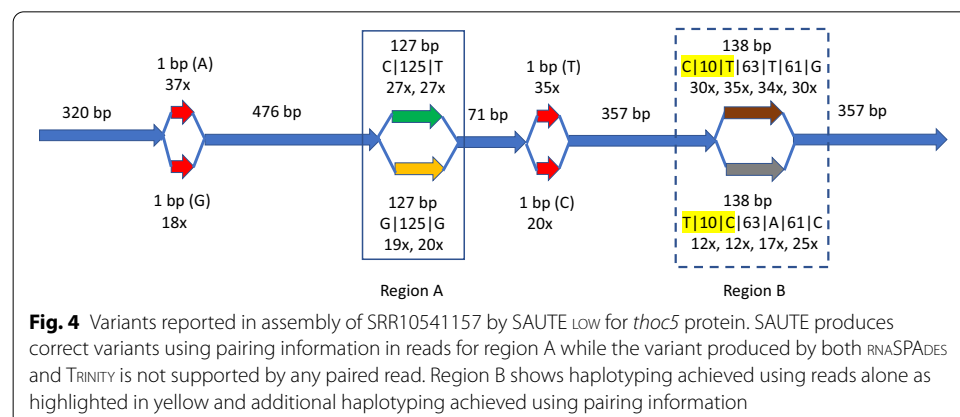 127 bp
138 bp
1 bp (A)
C|125|T
1 bp (T)
C|10|T|63|T|61|G
37x
27x, 27x
35x
30x, 35x, 34x, 30x
320 bp
476 bp
71 bp
357 bp
357 bp
1 bp (G)
127 bp
1 bp (C)
138 bp
18x
G|125|G
20x
T|10|C|63|A|61|C
19x, 20x
12x, 12x, 17x, 25x
Region A
Region B
Fig. 4 Variants reported in assembly of SRR10541157 by SAUTE LOW for thoc5 protein. SAUTE produces
correct variants using pairing information in reads for region A while the variant produced by both RNASPADES
and TRINITY is not supported by any paired read. Region B shows haplotyping achieved using reads alone as
highlighted in yellow and additional haplotyping achieved using pairing information